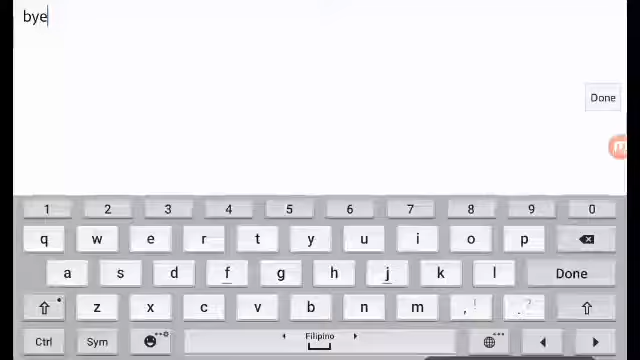 bye
Done
1 2 3 4 5 6 7 8 9 0
q w e r t y u i o p
a s d f g h j k l Done
z x c v b n m , ! . ?
Ctrl Sym Filipino